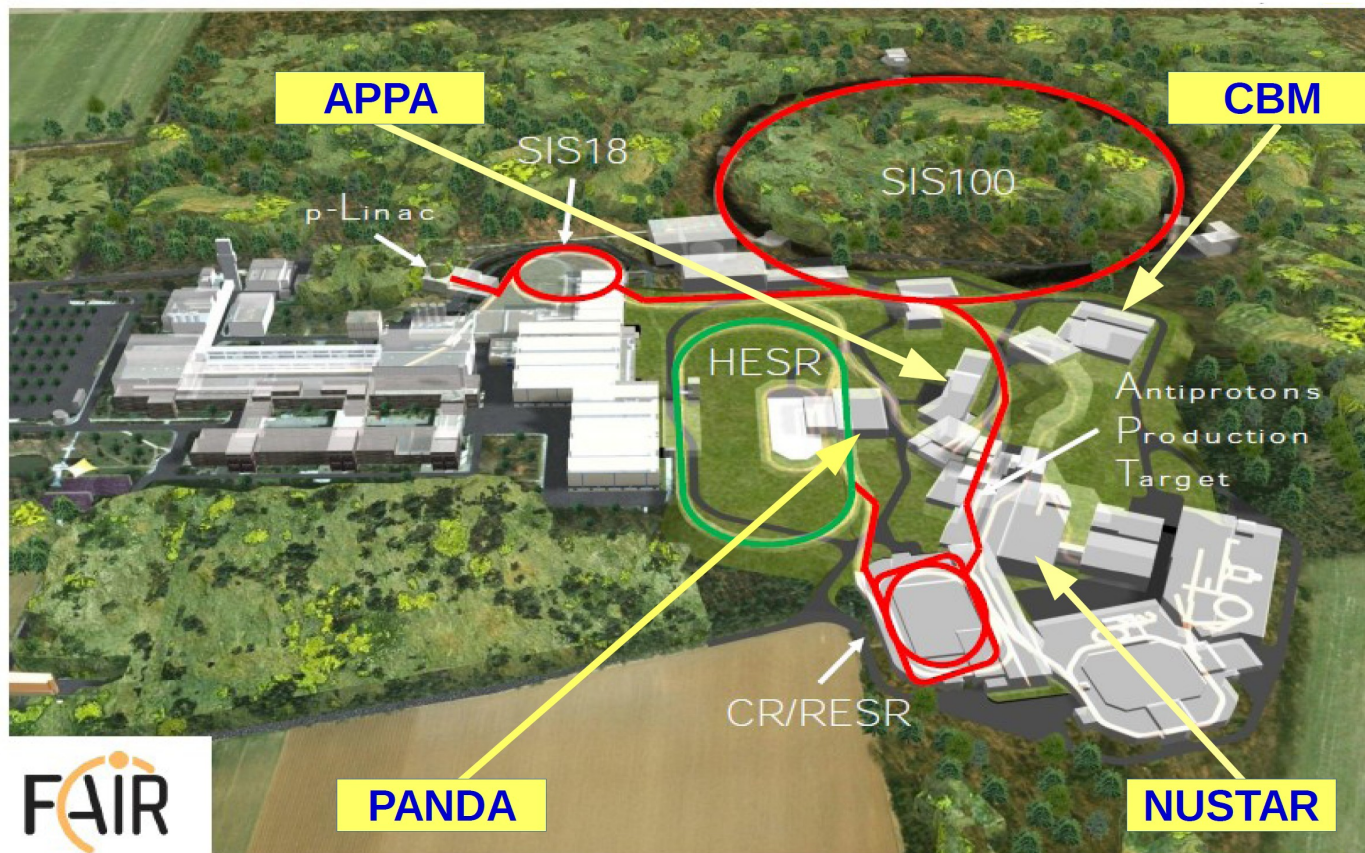 APPA
CBM
SIS18
SIS100
p-Linac
HESR
Antiprotons
Production
Target
CR/RESR
FAIR
PANDA
NUSTAR